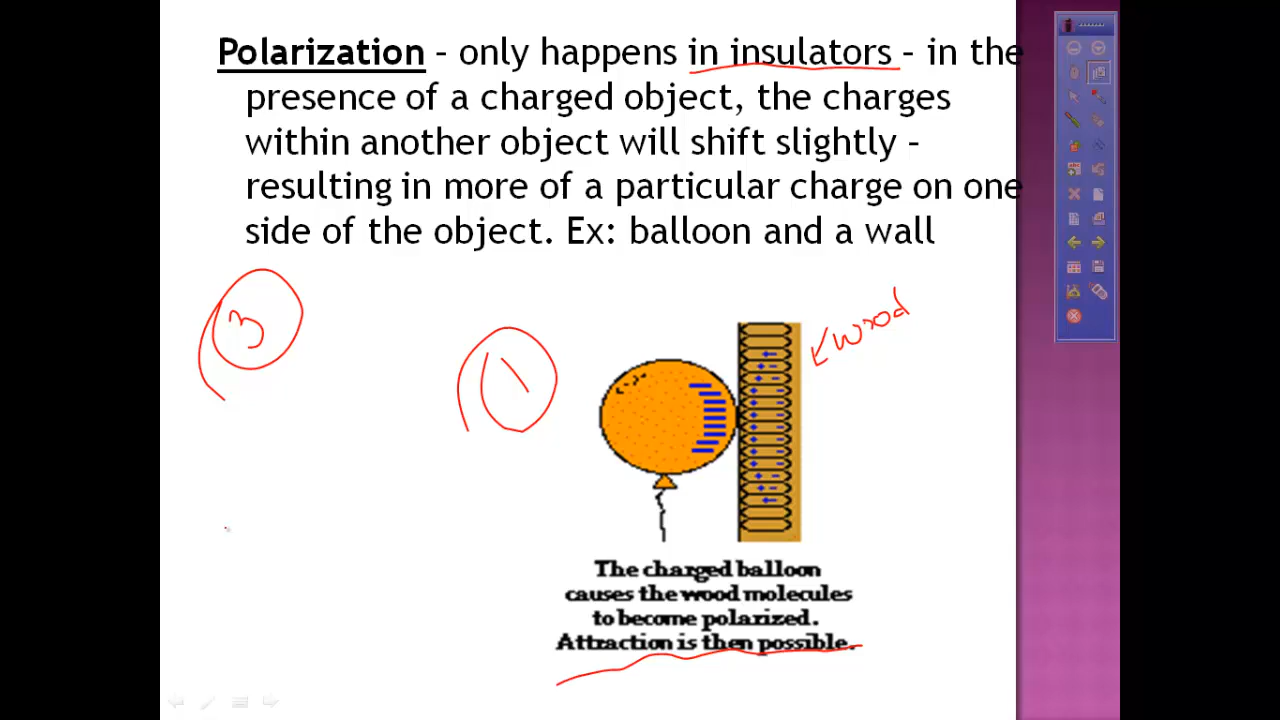 Polarization – only happens in insulators – in the
presence of a charged object, the charges
within another object will shift slightly –
resulting in more of a particular charge on one
side of the object. Ex: balloon and a wall
3
1
wood
The charged balloon
causes the wood molecules
to become polarized.
Attraction is then possible.